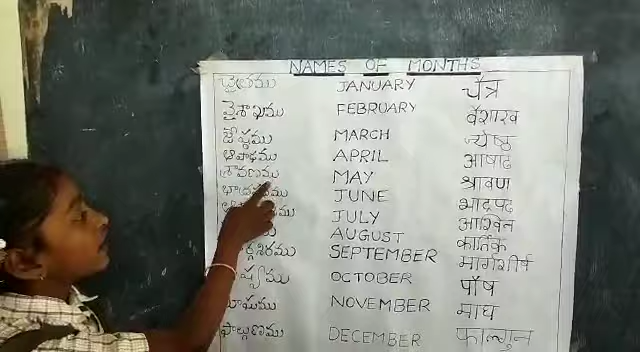 NAMES OF MONTHS
చైత్రము JANUARY चैत्र
వైశాఖము FEBRUARY वैशाख
జేష్ఠము MARCH ज्येष्ठ
ఆషాఢము APRIL आषाढ
శ్రావణము MAY श्रावण
JUNE भाद्रपद
JULY आश्विन
AUGUST कार्तिक
SEPTEMBER मार्गशीर्ष
OCTOBER पौष
NOVEMBER माघ
ఫాల్గుణము DECEMBER फाल्गुन